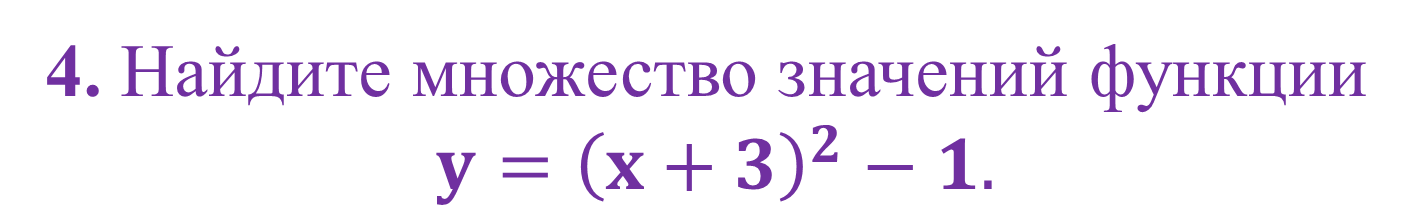 4. Найдите множество значений функции
y = (x + 3)² − 1.